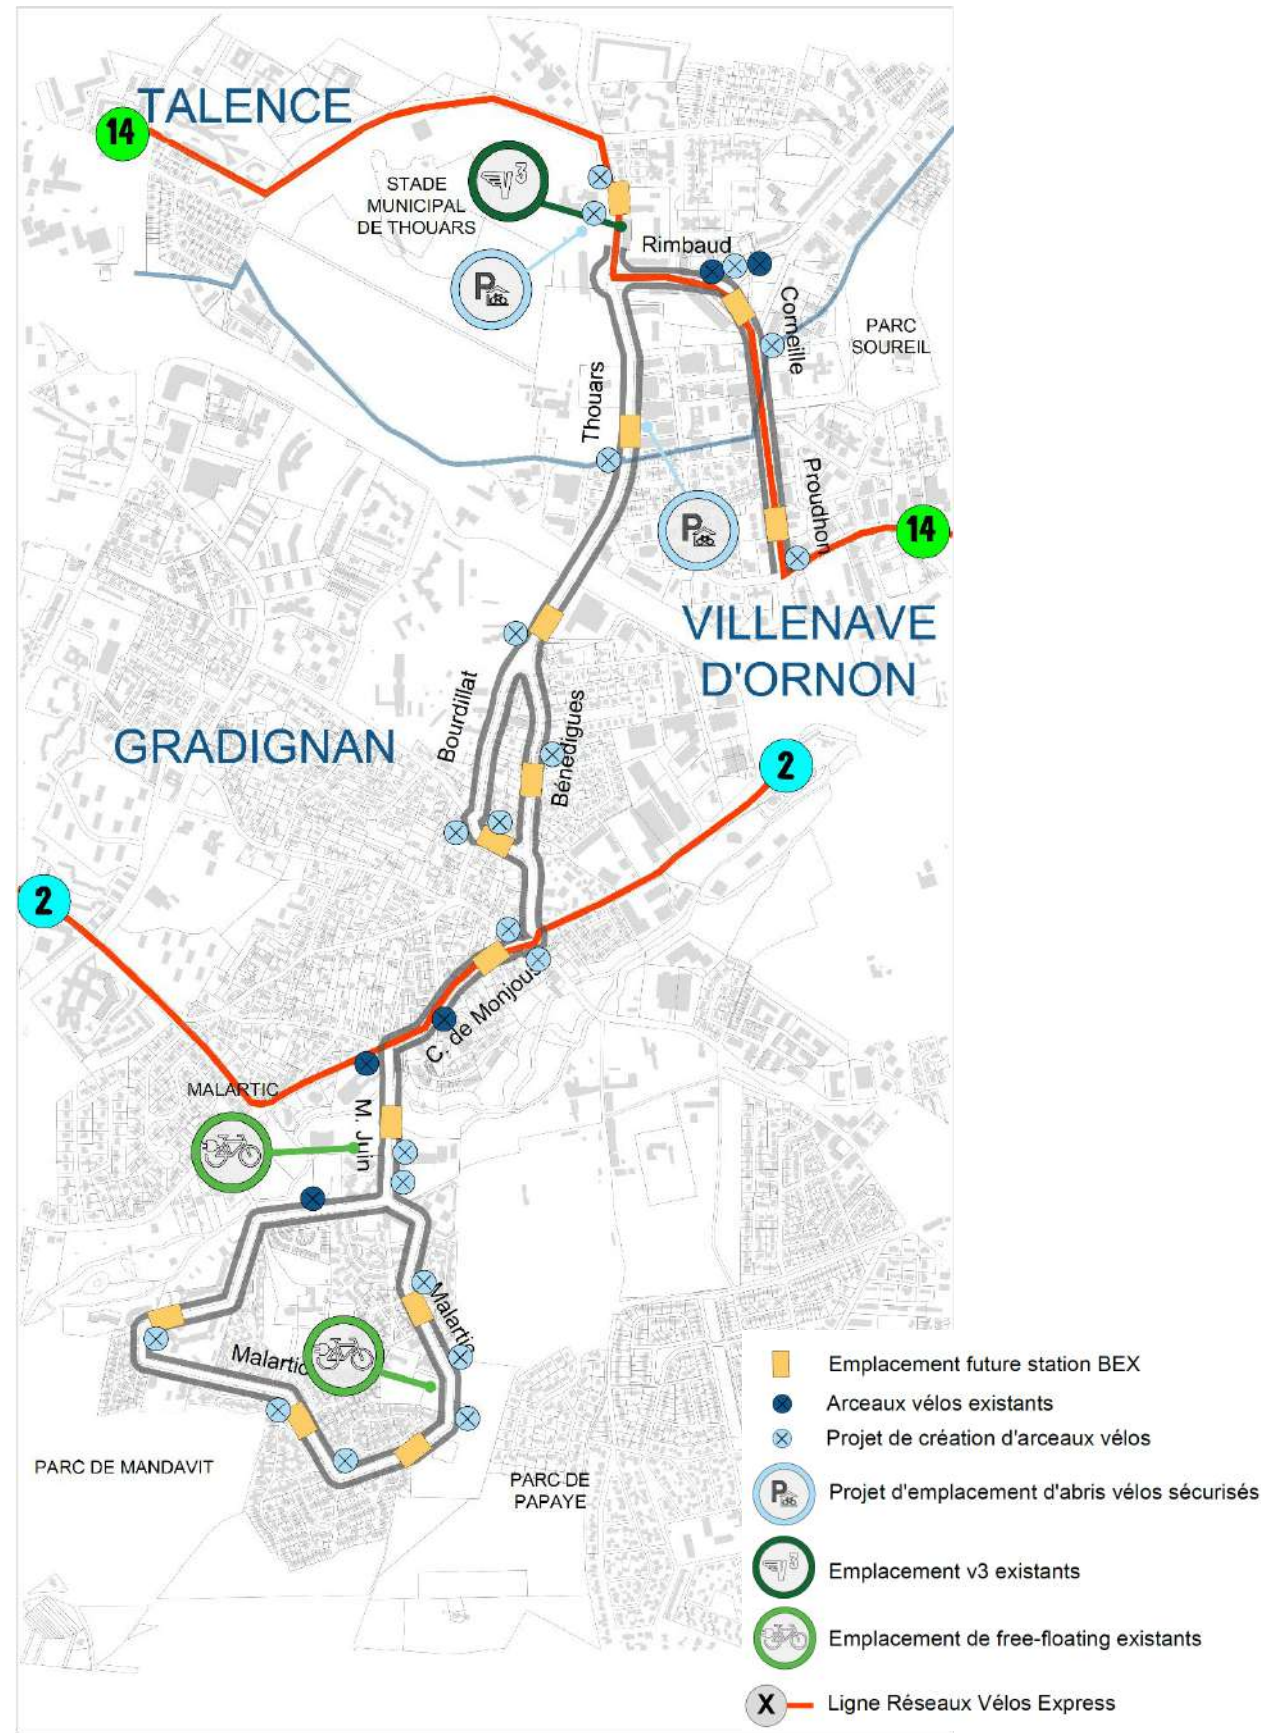 TALENCE
14
STADE
MUNICIPAL
DE THOUARS
V3
Rimbaud
P
Corneille
PARC
SOUREIL
Thouars
P
Proudhon
14
VILLENAVE
D'ORNON
Bourdillat
Bénédigues
GRADIGNAN
2
2
C. de Monjous
MALARTIC
M. Juin
Malartic
Malartic
PARC DE MANDAVIT
PARC DE
PAPAYE
Emplacement future station BEX
Arceaux vélos existants
Projet de création d'arceaux vélos
P
Projet d'emplacement d'abris vélos sécurisés
V3
Emplacement v3 existants
Emplacement de free-floating existants
X
Ligne Réseaux Vélos Express